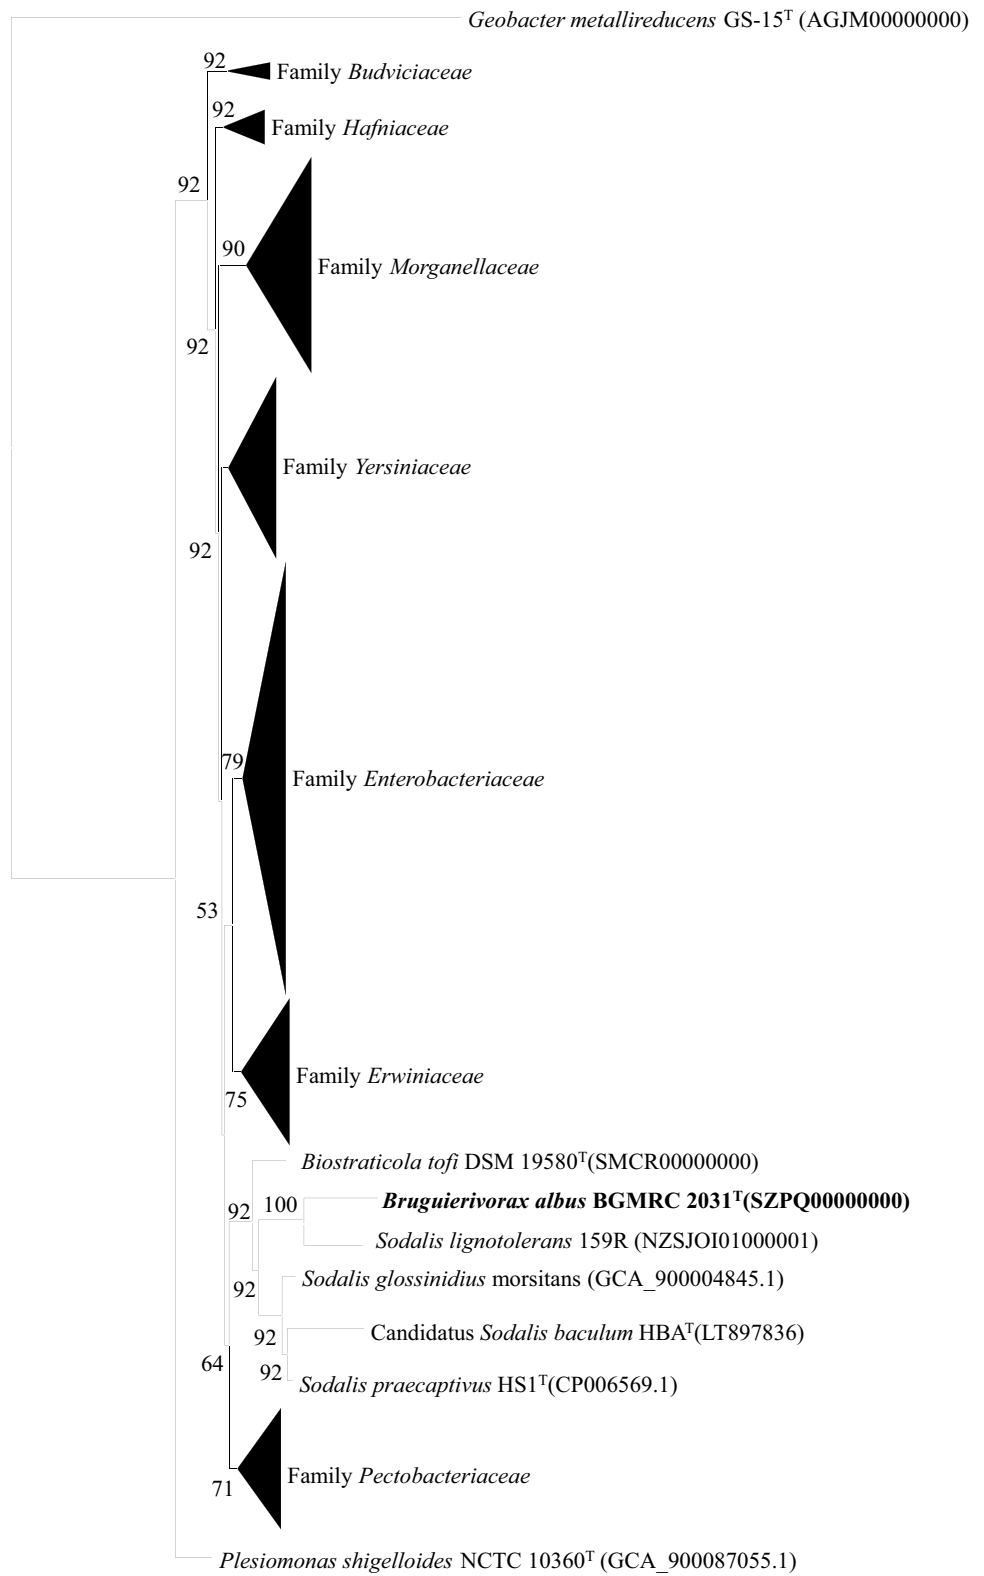 Geobacter metallireducens GS-15ᵀ (AGJM00000000)
92
Family Budviciaceae
92
Family Hafniaceae
92
90
Family Morganellaceae
92
Family Yersiniaceae
92
79
Family Enterobacteriaceae
53
Family Erwiniaceae
75
Biostraticola tofi DSM 19580ᵀ(SMCR00000000)
100
Bruguierivorax albus BGMRC 2031ᵀ(SZPQ00000000)
92
Sodalis lignotolerans 159R (NZSJOI01000001)
Sodalis glossinidius morsitans (GCA_900004845.1)
92
Candidatus Sodalis baculum HBAᵀ(LT897836)
92
64
92
Sodalis praecaptivus HS1ᵀ(CP006569.1)
Family Pectobacteriaceae
71
Plesiomonas shigelloides NCTC 10360ᵀ (GCA_900087055.1)